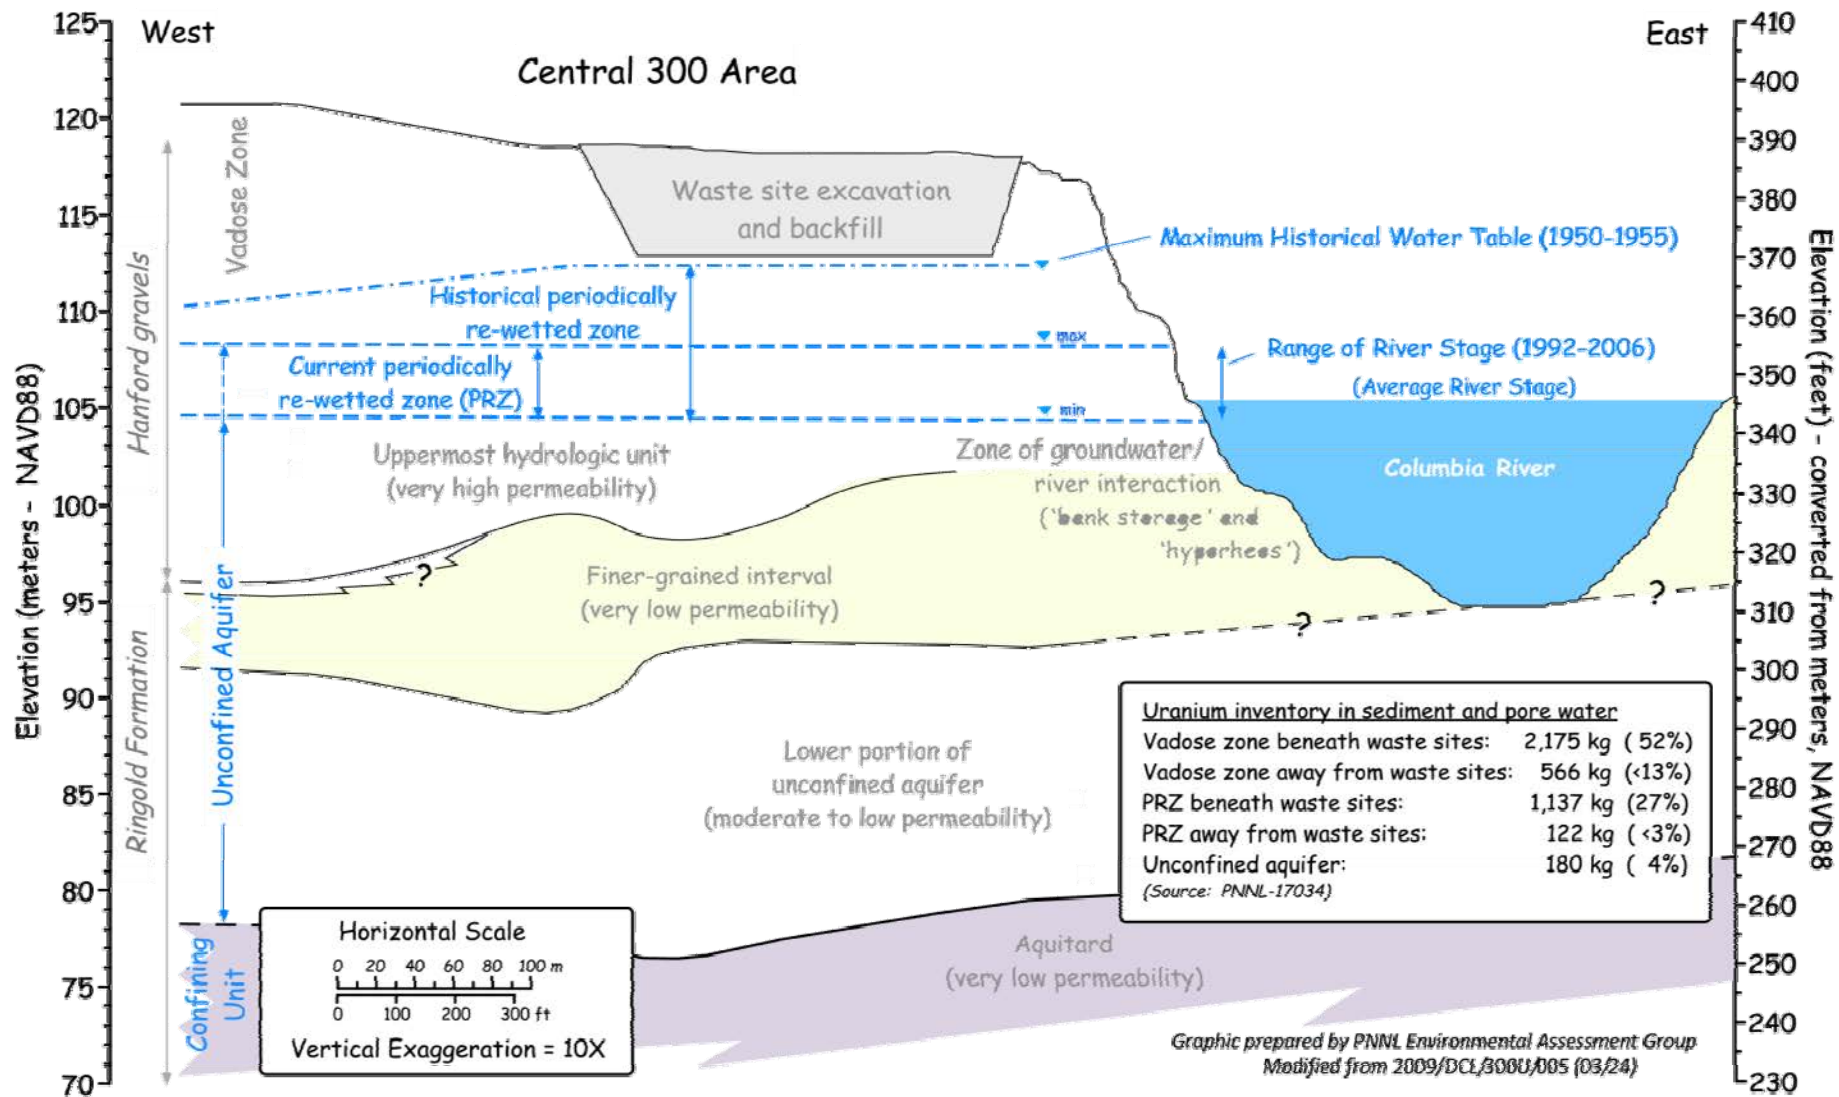 West
East
Central 300 Area
125
120
115
110
105
100
95
90
85
80
75
70
Elevation (meters - NAVD88)
410
400
390
380
370
360
350
340
330
320
310
300
290
280
270
260
250
240
230
Elevation (feet) - converted from meters, NAVD88
Vadose Zone
Hanford gravels
Ringold Formation
Waste site excavation
and backfill
Maximum Historical Water Table (1950-1955)
Historical periodically
re-wetted zone
max
Range of River Stage (1992-2006)
(Average River Stage)
Current periodically
re-wetted zone (PRZ)
min
Uppermost hydrologic unit
(very high permeability)
Zone of groundwater/
river interaction
('bank storage' and
'hyporheos')
Columbia River
?
Finer-grained interval
(very low permeability)
?
?
Unconfined Aquifer
Lower portion of
unconfined aquifer
(moderate to low permeability)
Uranium inventory in sediment and pore water
Vadose zone beneath waste sites: 2,175 kg ( 52%)
Vadose zone away from waste sites: 566 kg (<13%)
PRZ beneath waste sites: 1,137 kg (27%)
PRZ away from waste sites: 122 kg ( <3%)
Unconfined aquifer: 180 kg ( 4%)
(Source: PNNL-17034)
Confining
Unit
Horizontal Scale
0 20 40 60 80 100 m
0 100 200 300 ft
Vertical Exaggeration = 10X
Aquitard
(very low permeability)
Graphic prepared by PNNL Environmental Assessment Group
Modified from 2009/DCL/300U/005 (03/24)